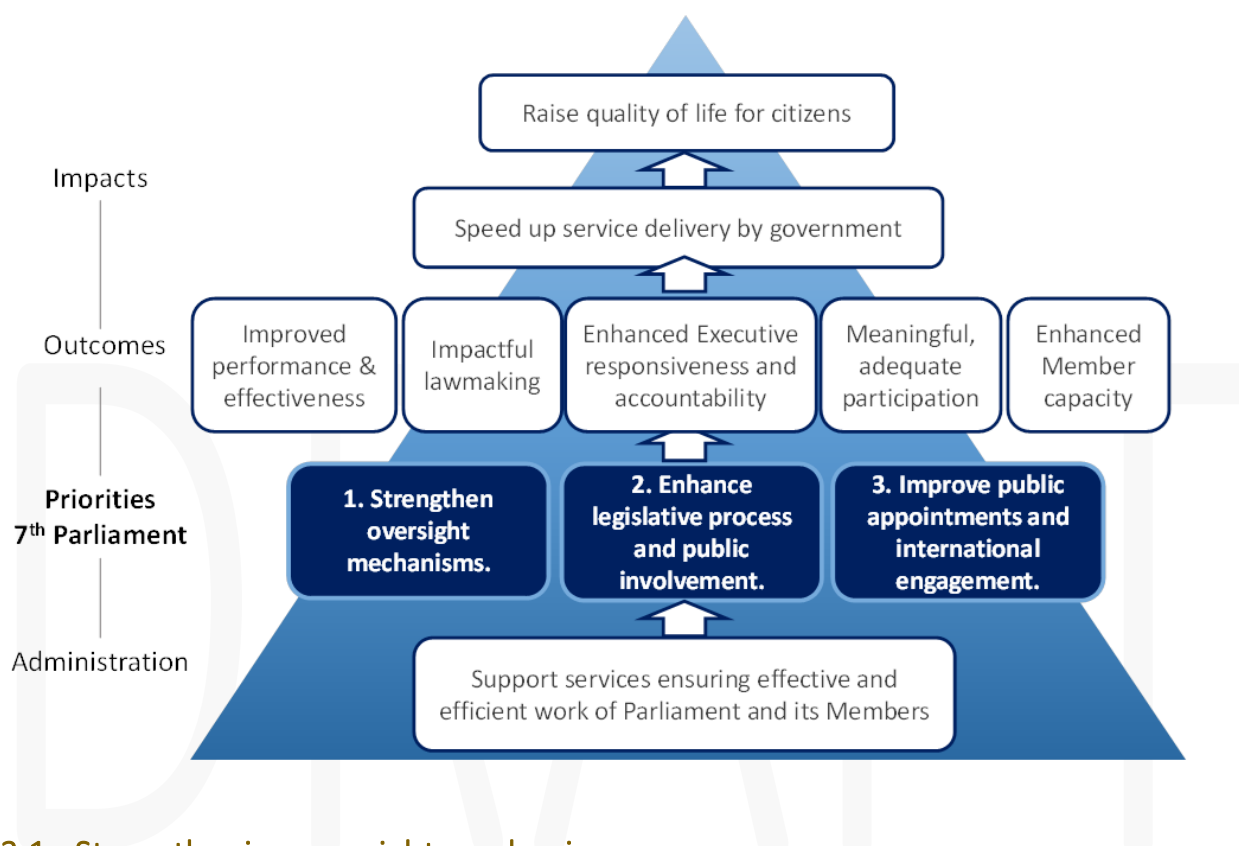 Raise quality of life for citizens
Impacts
Speed up service delivery by government
Outcomes
Improved
performance &
effectiveness
Impactful
lawmaking
Enhanced Executive
responsiveness and
accountability
Meaningful,
adequate
participation
Enhanced
Member
capacity
Priorities
7th Parliament
1. Strengthen
oversight
mechanisms.
2. Enhance
legislative process
and public
involvement.
3. Improve public
appointments and
international
engagement.
Administration
Support services ensuring effective and
efficient work of Parliament and its Members